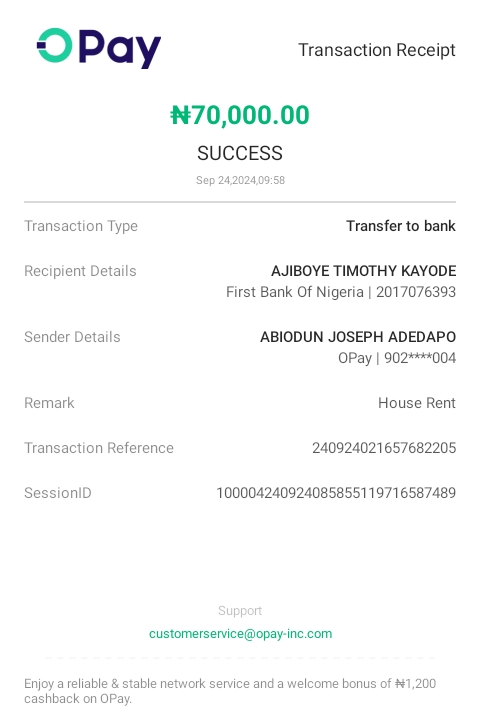 OPay
Transaction Receipt
₦70,000.00
SUCCESS
Sep 24,2024,09:58
Transaction Type Transfer to bank
Recipient Details AJIBOYE TIMOTHY KAYODE
First Bank Of Nigeria | 2017076393
Sender Details ABIODUN JOSEPH ADEDAPO
OPay | 902****004
Remark House Rent
Transaction Reference 240924021657682205
SessionID 100004240924085855119716587489
Support
customerservice@opay-inc.com
Enjoy a reliable & stable network service and a welcome bonus of ₦1,200
cashback on OPay.